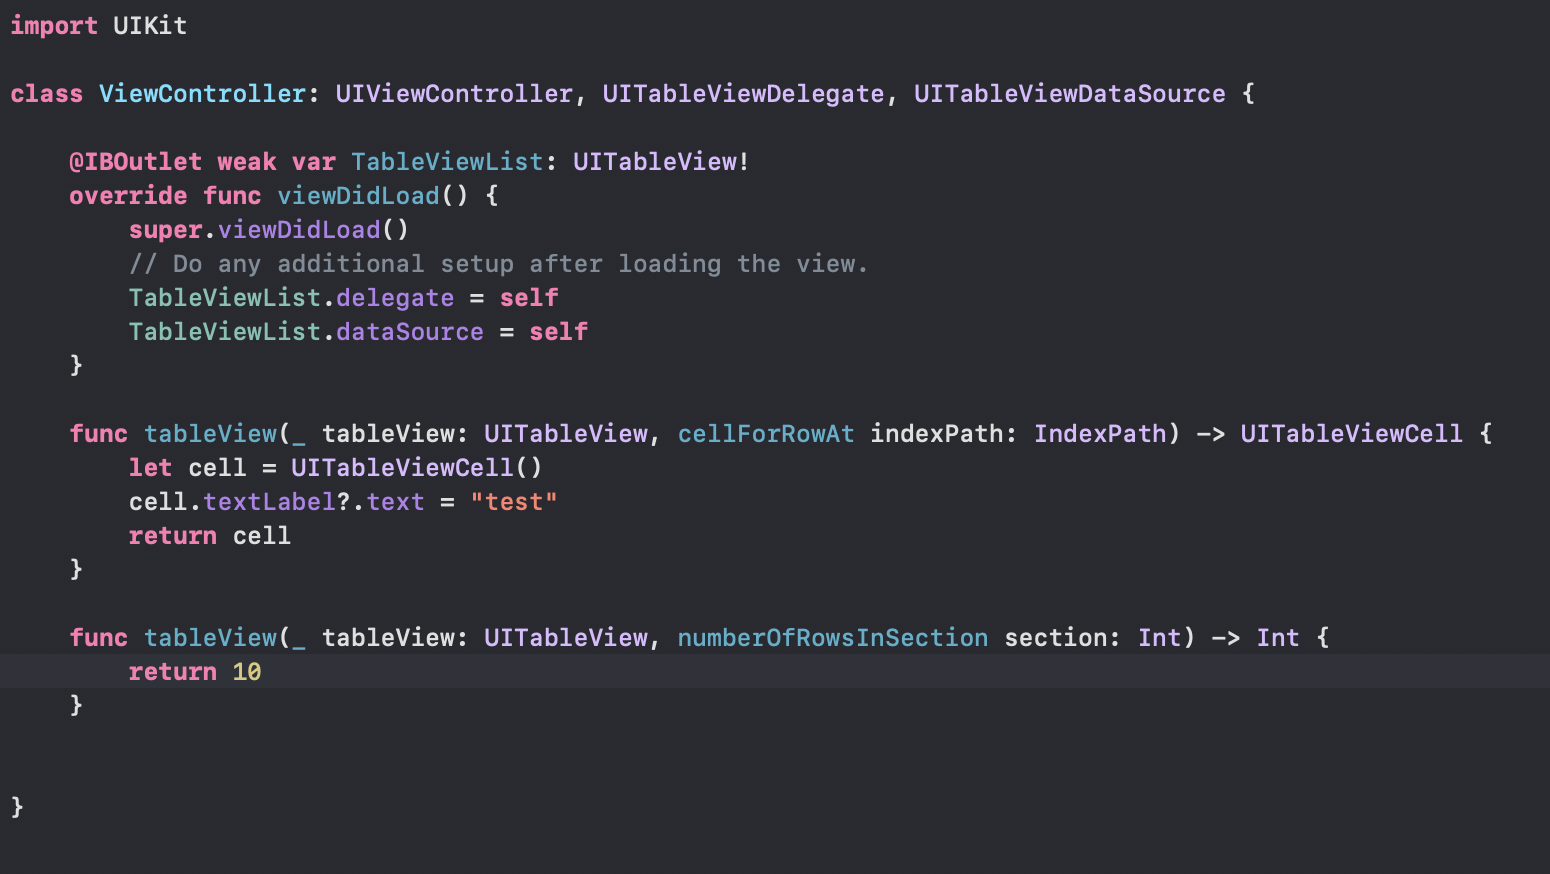 import UIKit
class ViewController: UIViewController, UITableViewDelegate, UITableViewDataSource {
@IBOutlet weak var TableViewList: UITableView!
override func viewDidLoad() {
super.viewDidLoad()
// Do any additional setup after loading the view.
TableViewList.delegate = self
TableViewList.dataSource = self
}
func tableView(_ tableView: UITableView, cellForRowAt indexPath: IndexPath) -> UITableViewCell {
let cell = UITableViewCell()
cell.textLabel?.text = "test"
return cell
}
func tableView(_ tableView: UITableView, numberOfRowsInSection section: Int) -> Int {
return 10
}
}